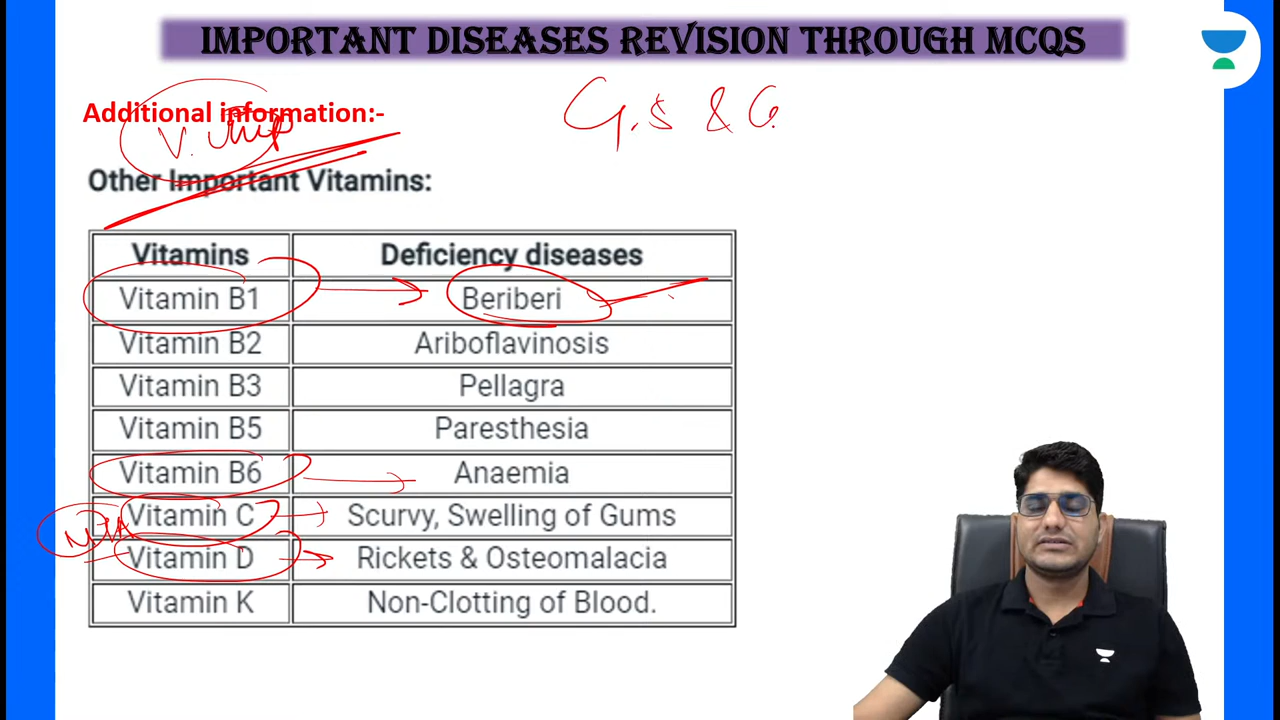 IMPORTANT DISEASES REVISION THROUGH MCQS
Additional information:-
V. Imp
G.S & G
Other Important Vitamins:
Vitamins Deficiency diseases
Vitamin B1 Beriberi
Vitamin B2 Ariboflavinosis
Vitamin B3 Pellagra
Vitamin B5 Paresthesia
Vitamin B6 Anaemia
Vitamin C Scurvy, Swelling of Gums
Vitamin D Rickets & Osteomalacia
Vitamin K Non-Clotting of Blood.